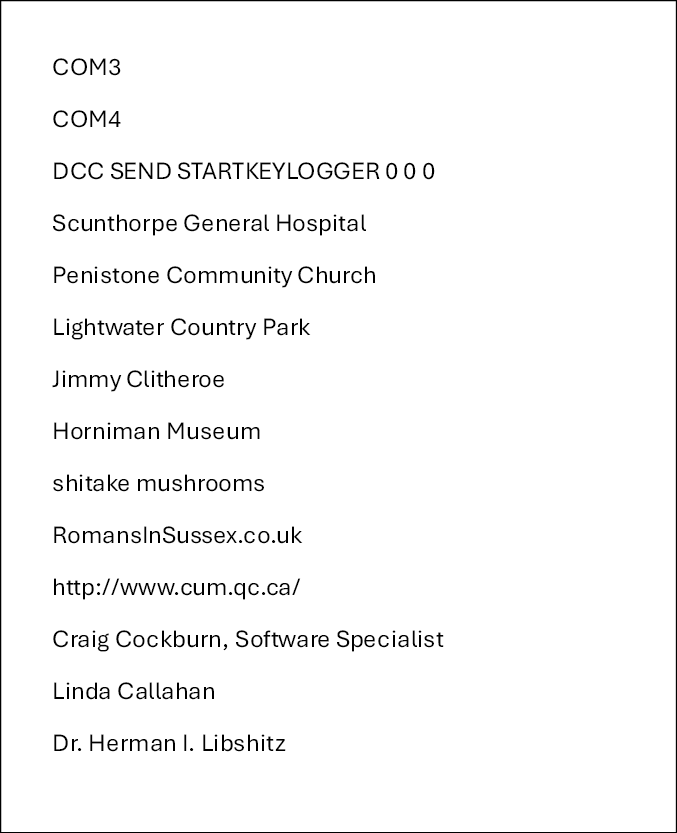 COM3
COM4
DCC SEND STARTKEYLOGGER 0 0 0
Scunthorpe General Hospital
Penistone Community Church
Lightwater Country Park
Jimmy Clitheroe
Horniman Museum
shitake mushrooms
RomansInSussex.co.uk
http://www.cum.qc.ca/
Craig Cockburn, Software Specialist
Linda Callahan
Dr. Herman I. Libshitz